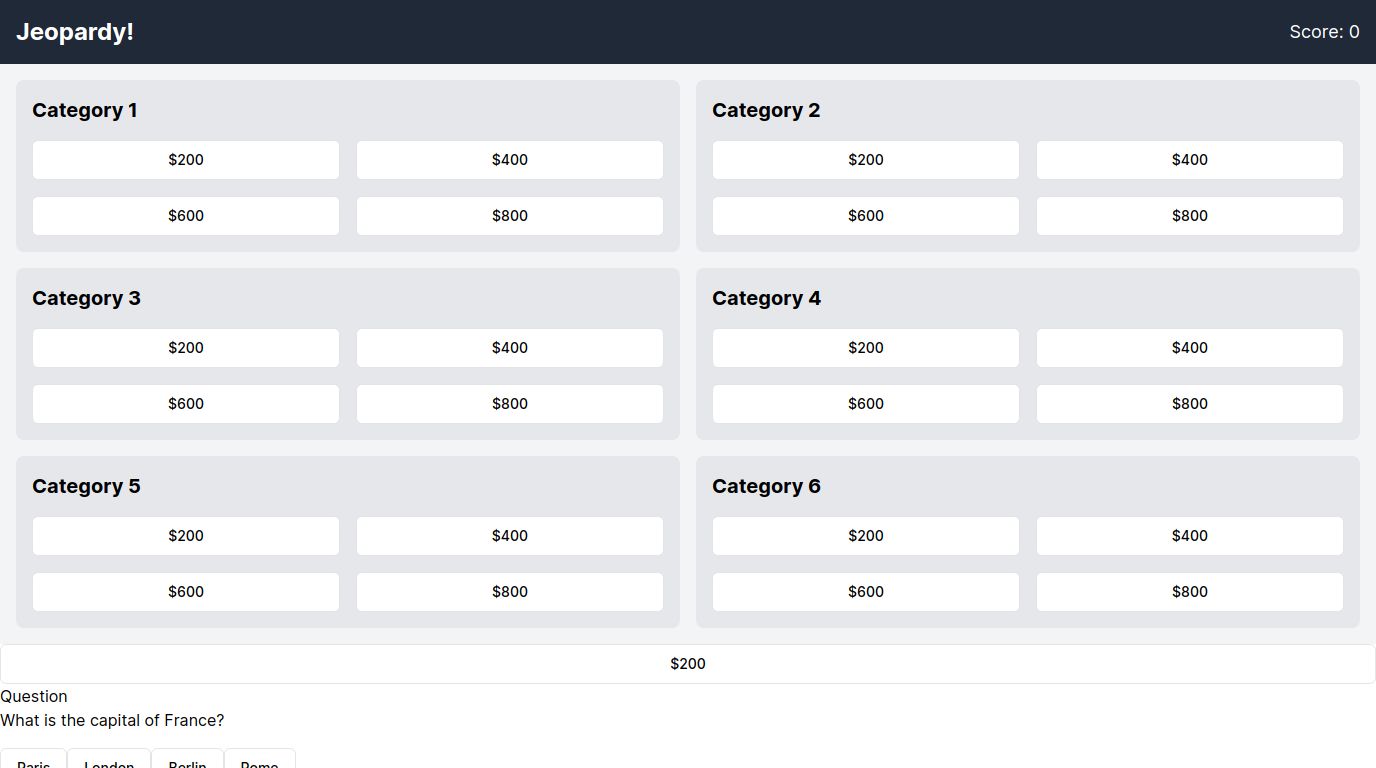 Jeopardy!
Score: 0
Category 1
$200
$400
$600
$800
Category 2
$200
$400
$600
$800
Category 3
$200
$400
$600
$800
Category 4
$200
$400
$600
$800
Category 5
$200
$400
$600
$800
Category 6
$200
$400
$600
$800
$200
Question
What is the capital of France?
Paris London Berlin Rome